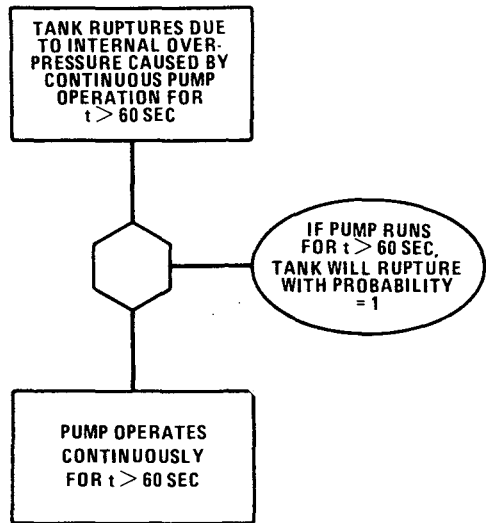 TANK RUPTURES DUE
TO INTERNAL OVER-
PRESSURE CAUSED BY
CONTINUOUS PUMP
OPERATION FOR
t > 60 SEC
IF PUMP RUNS
FOR t > 60 SEC,
TANK WILL RUPTURE
WITH PROBABILITY
= 1
PUMP OPERATES
CONTINUOUSLY
FOR t > 60 SEC